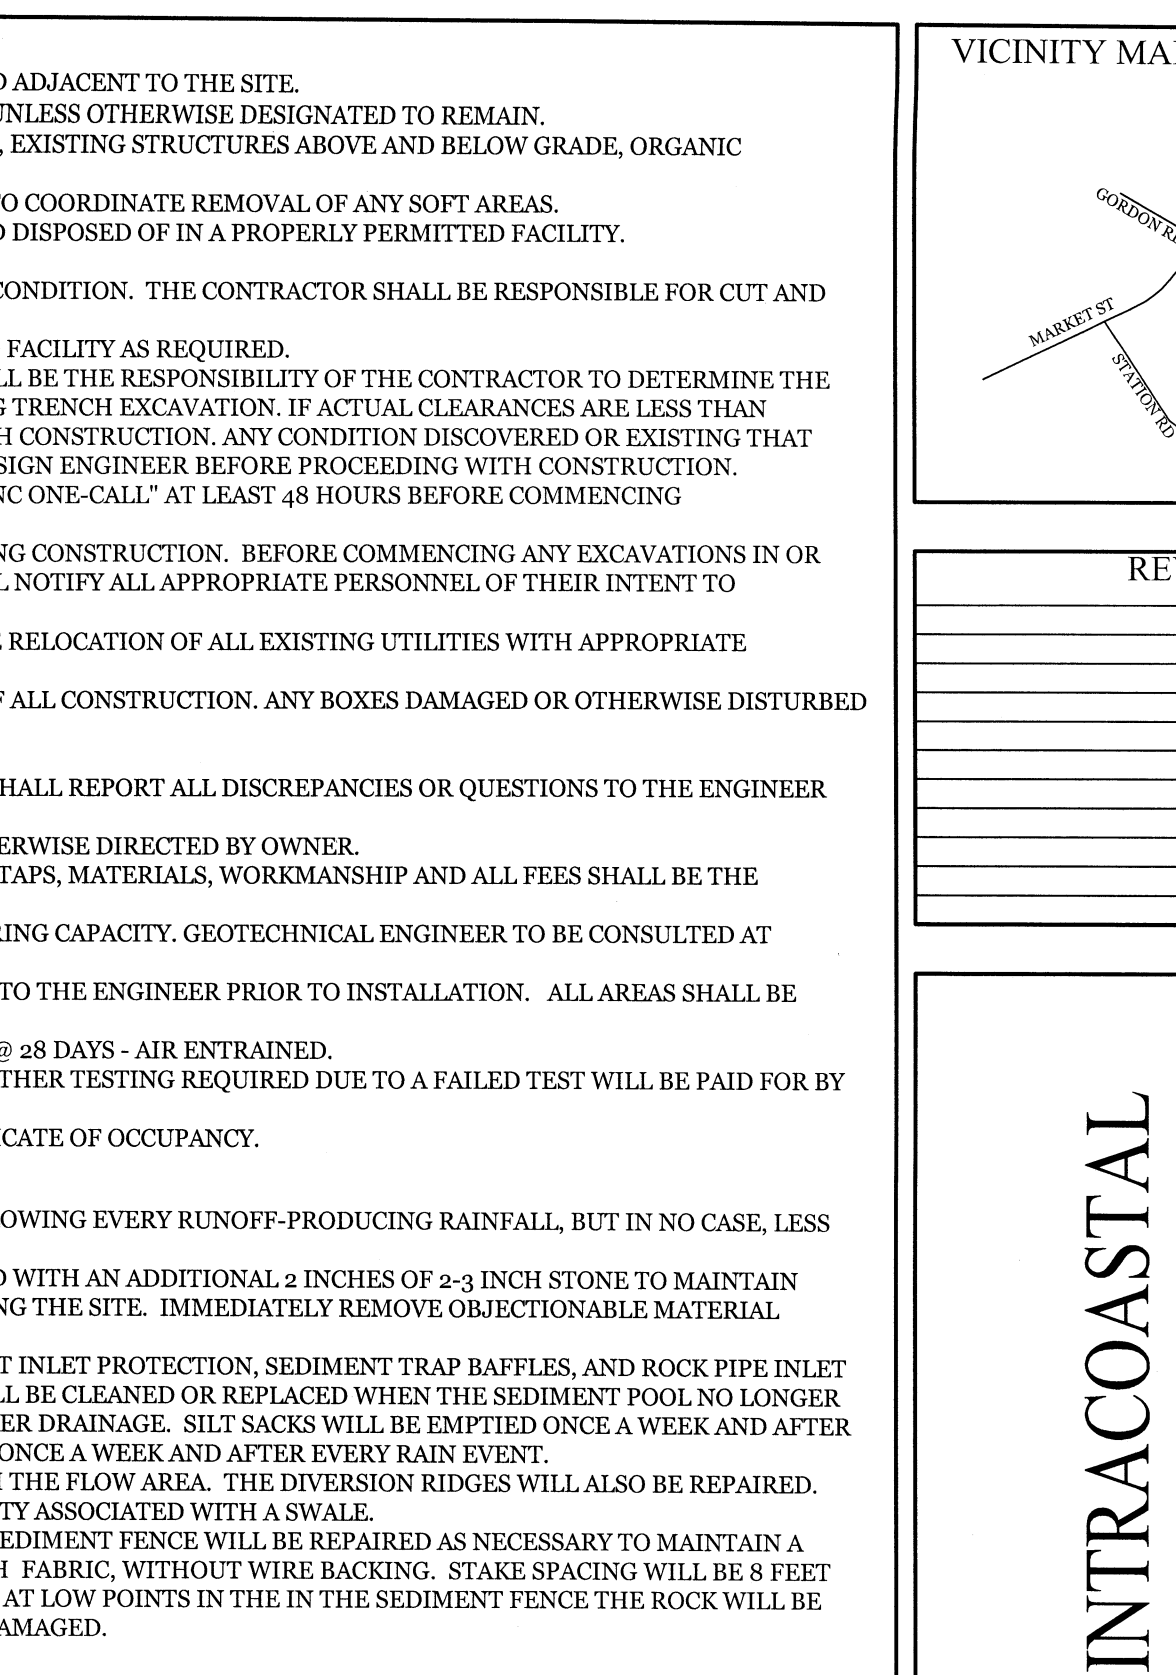 ADJACENT TO THE SITE.
UNLESS OTHERWISE DESIGNATED TO REMAIN.
, EXISTING STRUCTURES ABOVE AND BELOW GRADE, ORGANIC
TO COORDINATE REMOVAL OF ANY SOFT AREAS.
DISPOSED OF IN A PROPERLY PERMITTED FACILITY.
CONDITION. THE CONTRACTOR SHALL BE RESPONSIBLE FOR CUT AND
FACILITY AS REQUIRED.
LL BE THE RESPONSIBILITY OF THE CONTRACTOR TO DETERMINE THE
G TRENCH EXCAVATION. IF ACTUAL CLEARANCES ARE LESS THAN
H CONSTRUCTION. ANY CONDITION DISCOVERED OR EXISTING THAT
SIGN ENGINEER BEFORE PROCEEDING WITH CONSTRUCTION.
NC ONE-CALL" AT LEAST 48 HOURS BEFORE COMMENCING
NG CONSTRUCTION. BEFORE COMMENCING ANY EXCAVATIONS IN OR
L NOTIFY ALL APPROPRIATE PERSONNEL OF THEIR INTENT TO
E RELOCATION OF ALL EXISTING UTILITIES WITH APPROPRIATE
F ALL CONSTRUCTION. ANY BOXES DAMAGED OR OTHERWISE DISTURBED
HALL REPORT ALL DISCREPANCIES OR QUESTIONS TO THE ENGINEER
ERWISE DIRECTED BY OWNER.
TAPS, MATERIALS, WORKMANSHIP AND ALL FEES SHALL BE THE
RING CAPACITY. GEOTECHNICAL ENGINEER TO BE CONSULTED AT
TO THE ENGINEER PRIOR TO INSTALLATION. ALL AREAS SHALL BE
@ 28 DAYS - AIR ENTRAINED.
THER TESTING REQUIRED DUE TO A FAILED TEST WILL BE PAID FOR BY
ICATE OF OCCUPANCY.
OWING EVERY RUNOFF-PRODUCING RAINFALL, BUT IN NO CASE, LESS
D WITH AN ADDITIONAL 2 INCHES OF 2-3 INCH STONE TO MAINTAIN
NG THE SITE. IMMEDIATELY REMOVE OBJECTIONABLE MATERIAL
T INLET PROTECTION, SEDIMENT TRAP BAFFLES, AND ROCK PIPE INLET
LL BE CLEANED OR REPLACED WHEN THE SEDIMENT POOL NO LONGER
ER DRAINAGE. SILT SACKS WILL BE EMPTIED ONCE A WEEK AND AFTER
ONCE A WEEK AND AFTER EVERY RAIN EVENT.
THE FLOW AREA. THE DIVERSION RIDGES WILL ALSO BE REPAIRED.
TY ASSOCIATED WITH A SWALE.
EDIMENT FENCE WILL BE REPAIRED AS NECESSARY TO MAINTAIN A
H FABRIC, WITHOUT WIRE BACKING. STAKE SPACING WILL BE 8 FEET
AT LOW POINTS IN THE IN THE SEDIMENT FENCE THE ROCK WILL BE
AMAGED.
VICINITY MA
GORDON R
MARKET ST
STATION RD
RE
INTRACOASTAL